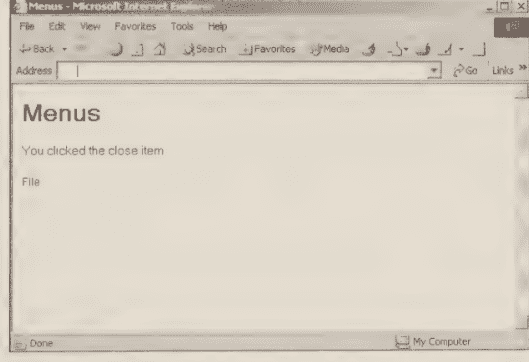 Menus - Microsoft Internet Explorer
File Edit View Favorites Tools Help
Back Search Favorites Media
Address Go Links »
Menus
You clicked the close item
File
Done My Computer